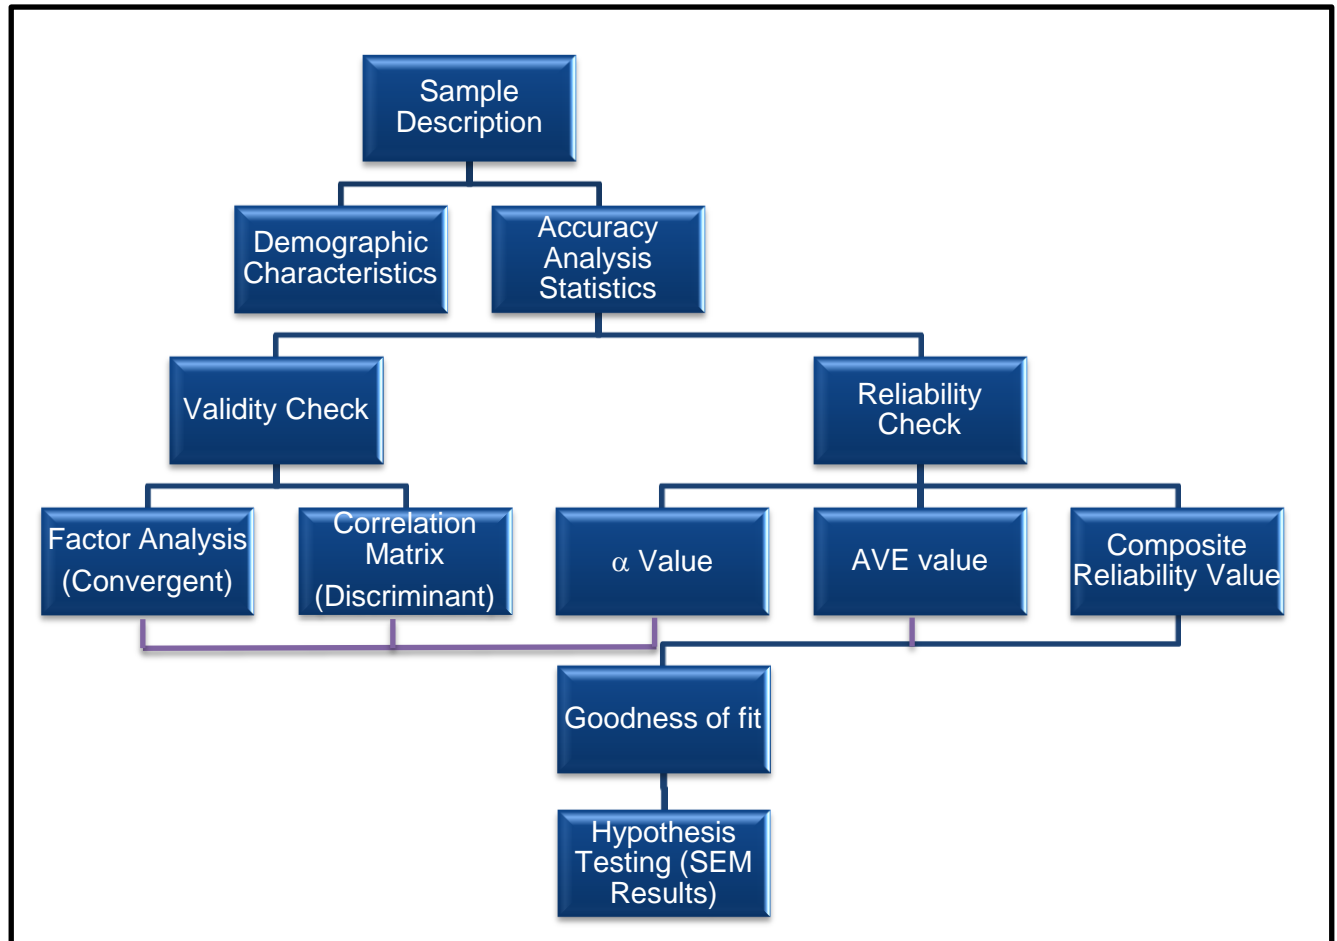 Sample
Description
Demographic
Characteristics
Accuracy
Analysis
Statistics
Validity Check
Reliability
Check
Factor Analysis
(Convergent)
Correlation
Matrix
(Discriminant)
α Value
AVE value
Composite
Reliability Value
Goodness of fit
Hypothesis
Testing (SEM
Results)